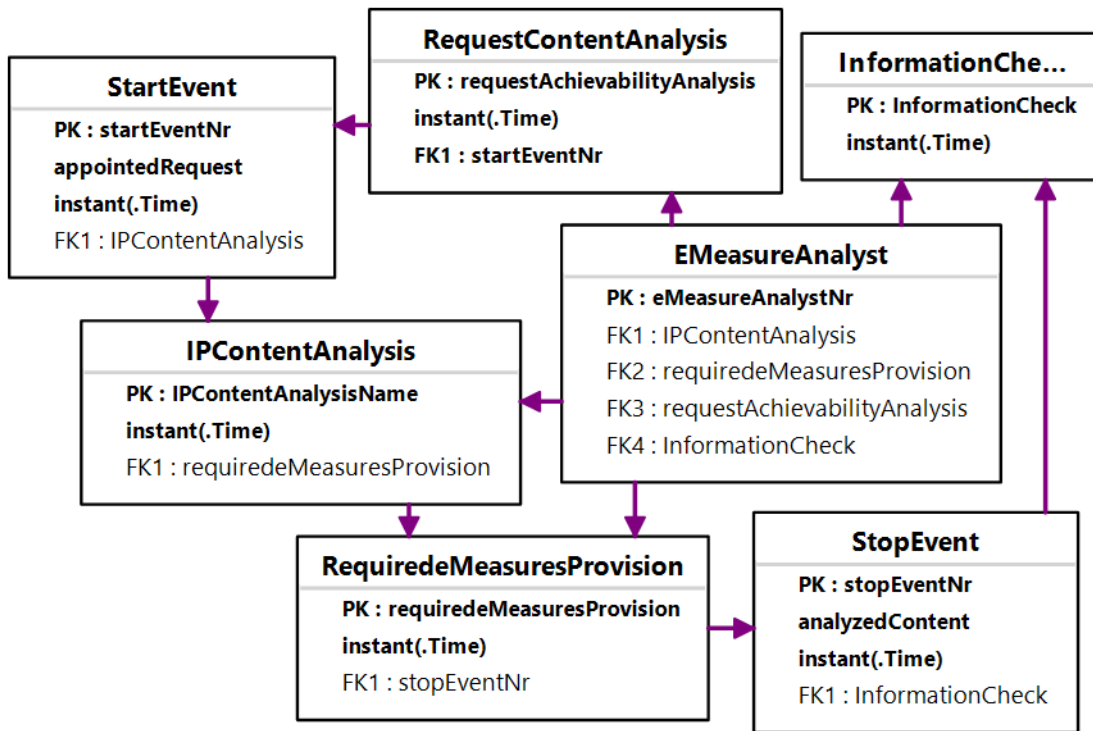 RequestContentAnalysis
PK : requestAchievabilityAnalysis
instant(.Time)
FK1 : startEventNr
InformationChe...
PK : InformationCheck
instant(.Time)
StartEvent
PK : startEventNr
appointedRequest
instant(.Time)
FK1 : IPContentAnalysis
EMeasureAnalyst
PK : eMeasureAnalystNr
FK1 : IPContentAnalysis
FK2 : requiredeMeasuresProvision
FK3 : requestAchievabilityAnalysis
FK4 : InformationCheck
IPContentAnalysis
PK : IPContentAnalysisName
instant(.Time)
FK1 : requiredeMeasuresProvision
RequiredeMeasuresProvision
PK : requiredeMeasuresProvision
instant(.Time)
FK1 : stopEventNr
StopEvent
PK : stopEventNr
analyzedContent
instant(.Time)
FK1 : InformationCheck